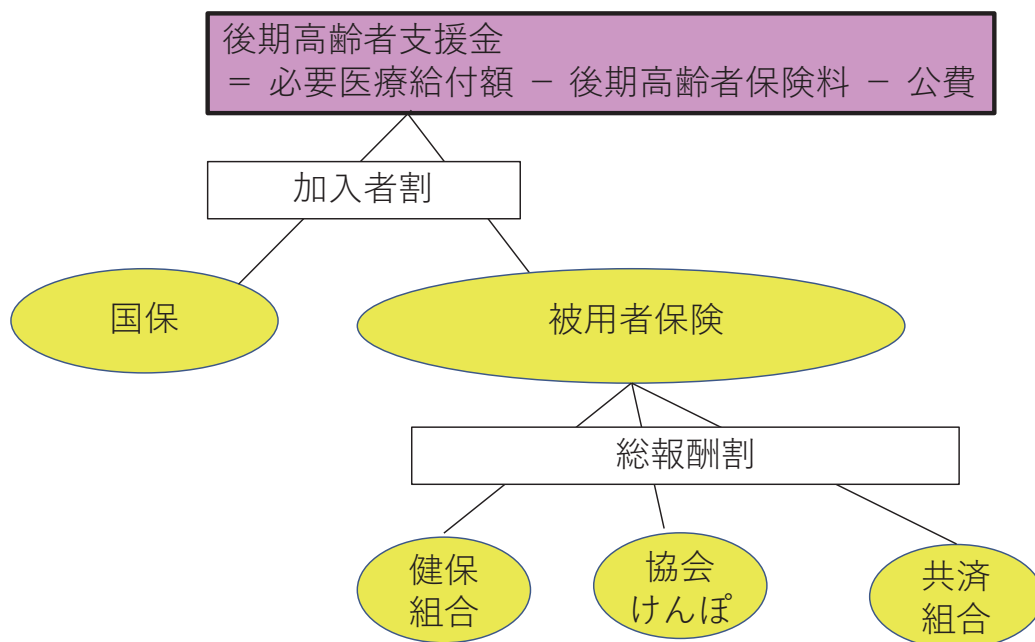 後期高齢者支援金
= 必要医療給付額 − 後期高齢者保険料 − 公費
加入者割
国保
被用者保険
総報酬割
健保
組合
協会
けんぽ
共済
組合